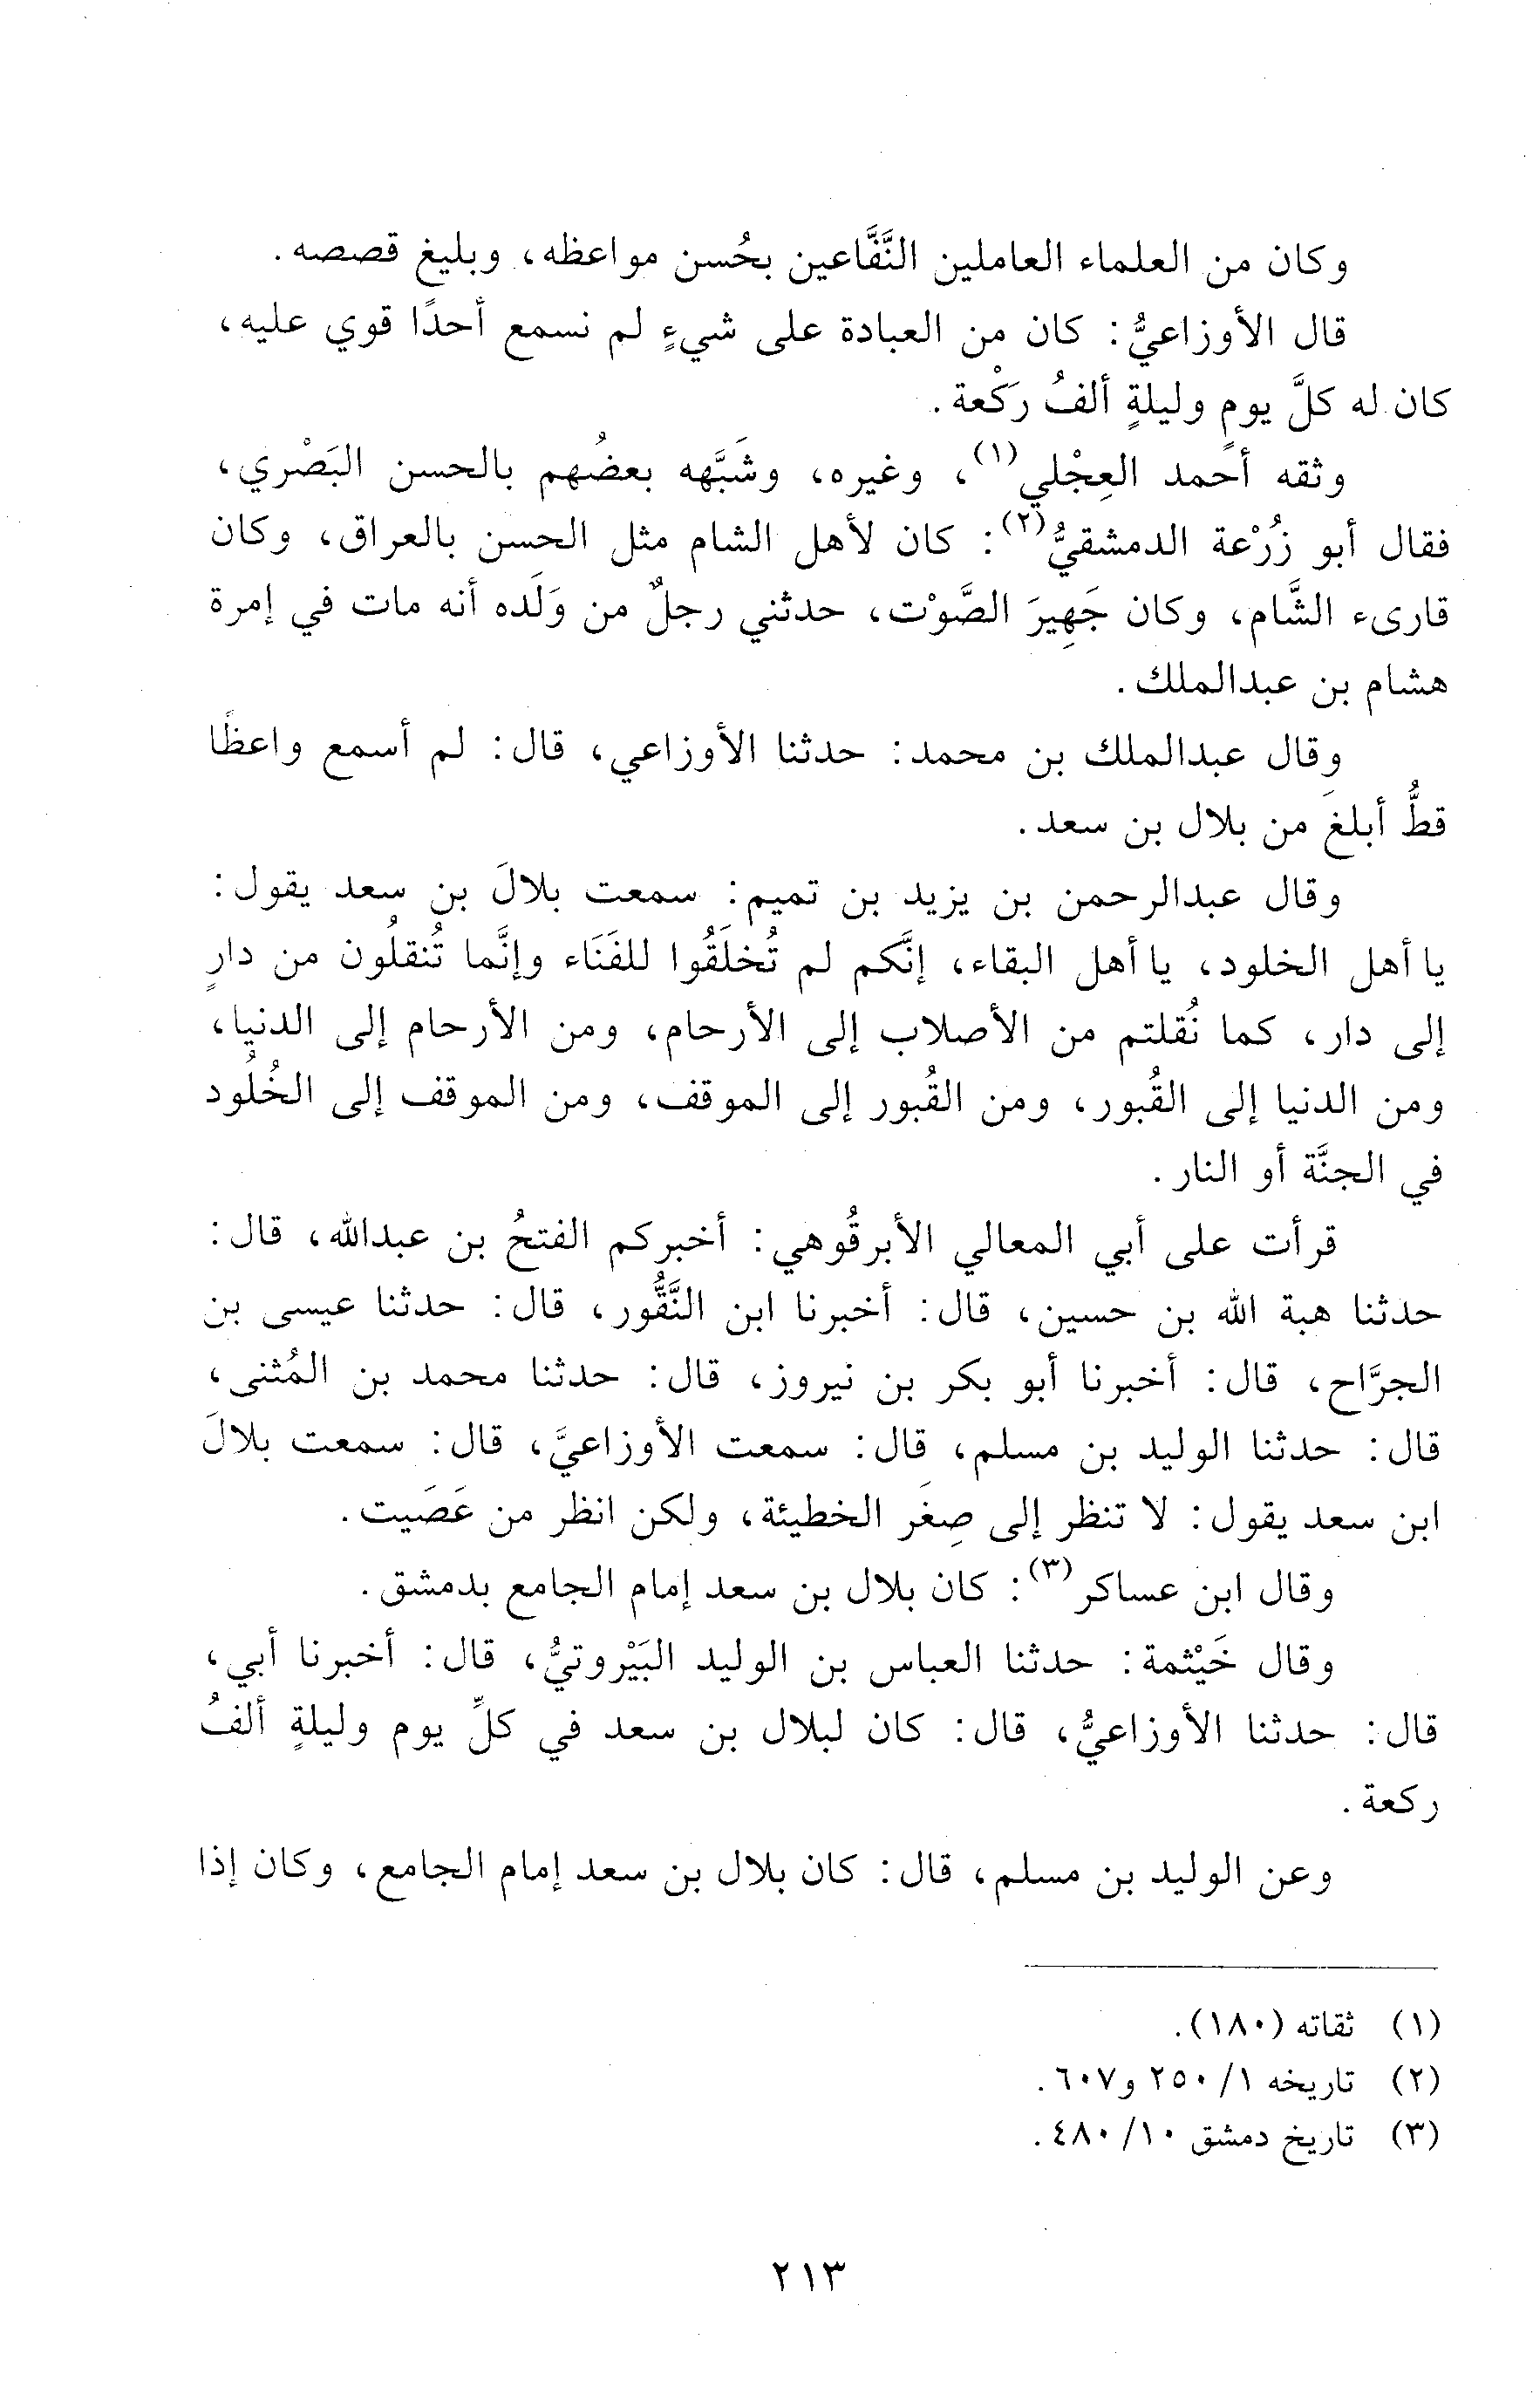 وكان من العلماء العاملين النَّفَّاعين بحُسن مواعظه، وبليغ قصصه.
قال الأوزاعيُّ: كان من العبادة على شيءٍ لم نسمع أحدًا قوي عليه،
كان له كلَّ يومٍ وليلةٍ ألفُ رَكْعة.
وثقه أحمد العِجْلي(١)، وغيره، وشَبَّهه بعضُهم بالحسن البَصْري،
فقال أبو زُرْعة الدمشقيُّ(٢): كان لأهل الشام مثل الحسن بالعراق، وكان
قارىء الشَّام، وكان جَهِيرَ الصَّوْت، حدثني رجلٌ من وَلَده أنه مات في إمرة
هشام بن عبدالملك.
وقال عبدالملك بن محمد: حدثنا الأوزاعي، قال: لم أسمع واعظًا
قطُّ أبلغَ من بلال بن سعد.
وقال عبدالرحمن بن يزيد بن تميم: سمعت بلالَ بن سعد يقول:
يا أهل الخلود، يا أهل البقاء، إنَّكم لم تُخلَقُوا للفَنَاء وإنَّما تُنقلُون من دارٍ
إلى دار، كما نُقلتم من الأصلاب إلى الأرحام، ومن الأرحام إلى الدنيا،
ومن الدنيا إلى القُبور، ومن القُبور إلى الموقف، ومن الموقف إلى الخُلُود
في الجنَّة أو النار.
قرأت على أبي المعالي الأبرقُوهي: أخبركم الفتحُ بن عبدالله، قال:
حدثنا هبة الله بن حسين، قال: أخبرنا ابن النَّقُّور، قال: حدثنا عيسى بن
الجرَّاح، قال: أخبرنا أبو بكر بن نيروز، قال: حدثنا محمد بن المُثنى،
قال: حدثنا الوليد بن مسلم، قال: سمعت الأوزاعيَّ، قال: سمعت بلالَ
ابن سعد يقول: لا تنظر إلى صِغَر الخطيئة، ولكن انظر من عَصَيت.
وقال ابن عساكر(٣): كان بلال بن سعد إمام الجامع بدمشق.
وقال خَيْثمة: حدثنا العباس بن الوليد البَيْروتيُّ، قال: أخبرنا أبي،
قال: حدثنا الأوزاعيُّ، قال: كان لبلال بن سعد في كلِّ يوم وليلةٍ ألفُ
ركعة.
وعن الوليد بن مسلم، قال: كان بلال بن سعد إمام الجامع، وكان إذا
(١) ثقاته (١٨٠).
(٢) تاريخه ١/ ٢٥٠ و٦٠٧.
(٣) تاريخ دمشق ١٠/ ٤٨٠.
٢١٣